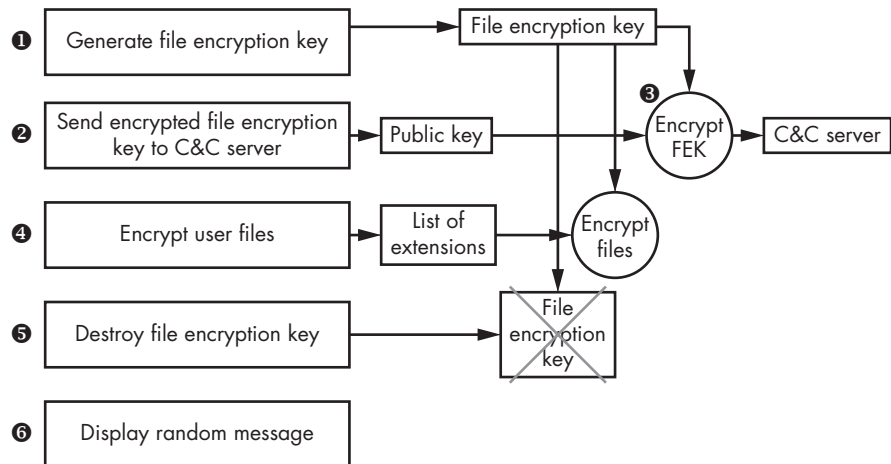 ❶ Generate file encryption key
File encryption key
❷ Send encrypted file encryption
key to C&C server
Public key
❸
Encrypt
FEK
C&C server
❹ Encrypt user files
List of
extensions
Encrypt
files
❺ Destroy file encryption key
File
encryption
key
❻ Display random message